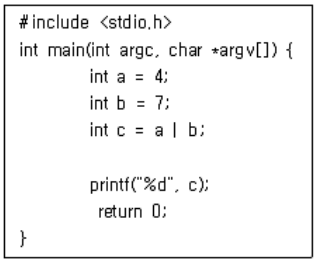 #include <stdio.h>
int main(int argc, char *argv[]) {
int a = 4;
int b = 7;
int c = a | b;
printf("%d", c);
return 0;
}